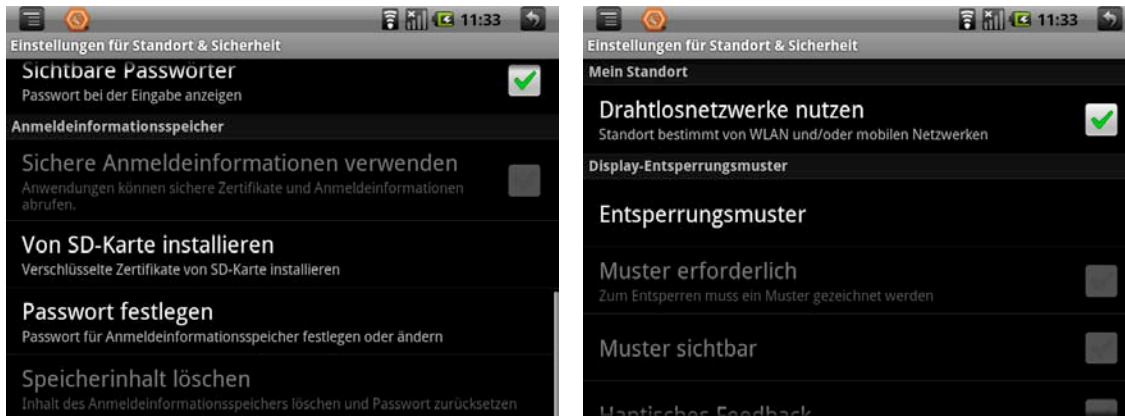 11:33
Einstellungen für Standort & Sicherheit
Sichtbare Passwörter
Passwort bei der Eingabe anzeigen
Anmeldeinformationsspeicher
Sichere Anmeldeinformationen verwenden
Anwendungen können sichere Zertifikate und Anmeldeinformationen
abrufen.
Von SD-Karte installieren
Verschlüsselte Zertifikate von SD-Karte installieren
Passwort festlegen
Passwort für Anmeldeinformationsspeicher festlegen oder ändern
Speicherinhalt löschen
Inhalt des Anmeldeinformationsspeichers löschen und Passwort zurücksetzen
11:33
Einstellungen für Standort & Sicherheit
Mein Standort
Drahtlosnetzwerke nutzen
Standort bestimmt von WLAN und/oder mobilen Netzwerken
Display-Entsperrungsmuster
Entsperrungsmuster
Muster erforderlich
Zum Entsperren muss ein Muster gezeichnet werden
Muster sichtbar
Haptisches Feedback